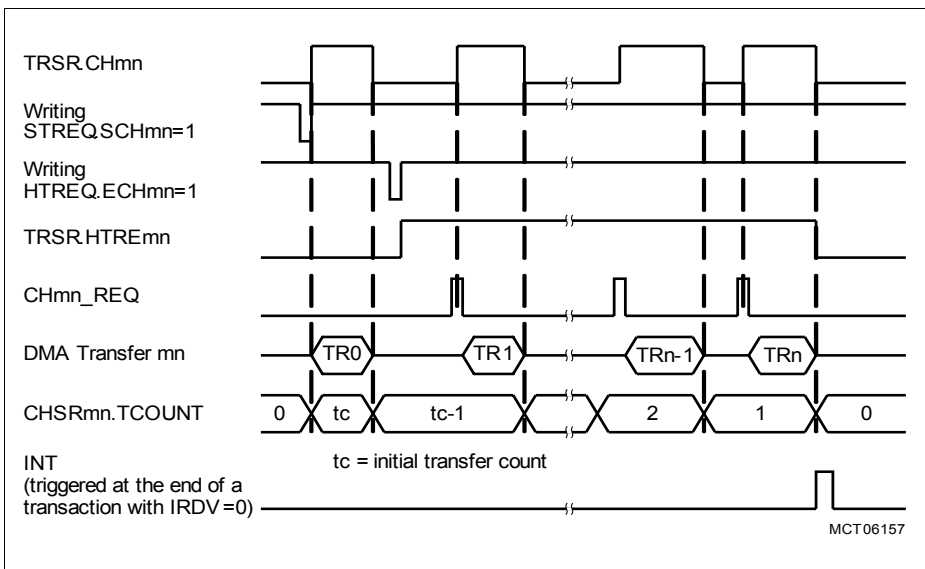 TRSR.CHmn
Writing
STREQ.SCHmn=1
Writing
HTREQ.ECHmn=1
TRSR.HTREmn
CHmn_REQ
DMA Transfer mn
TR0
TR1
TRn-1
TRn
CHSRmn.TCOUNT
0
tc
tc-1
2
1
0
INT
(triggered at the end of a
transaction with IRDV=0)
tc = initial transfer count
MCT06157